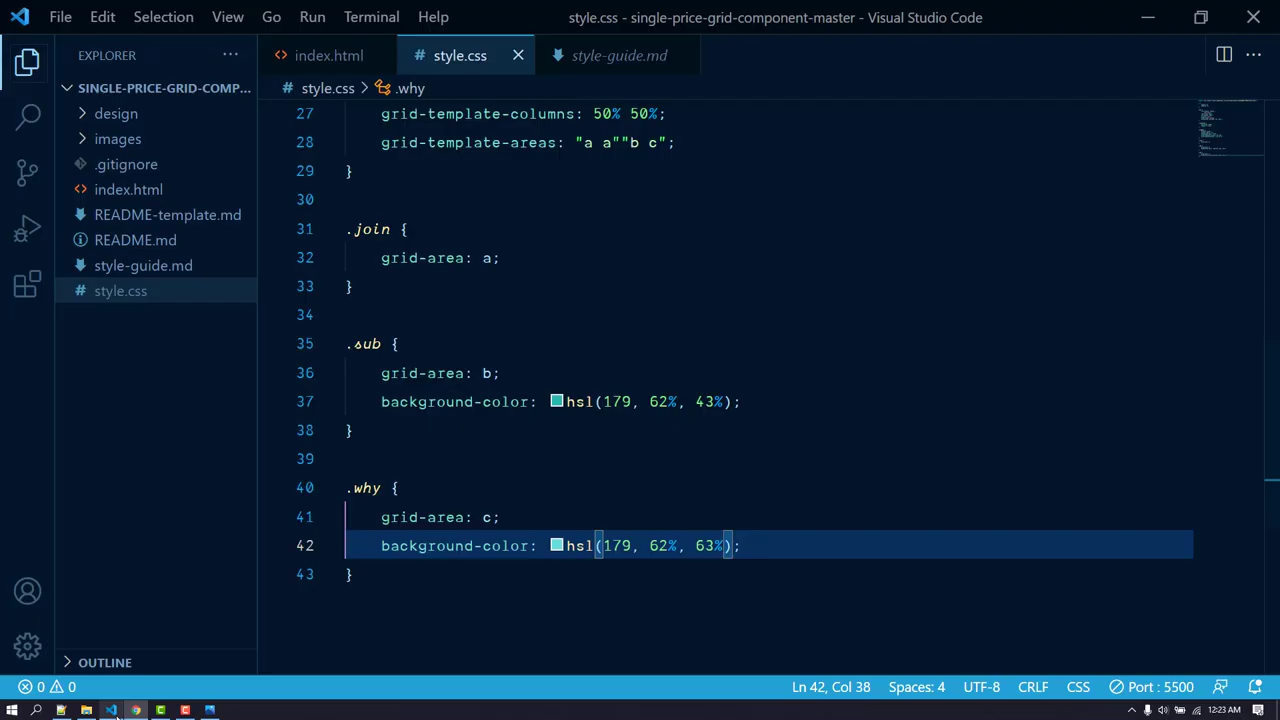 File Edit Selection View Go Run Terminal Help
style.css - single-price-grid-component-master - Visual Studio Code
EXPLORER
SINGLE-PRICE-GRID-COMP...
design
images
.gitignore
index.html
README-template.md
README.md
style-guide.md
style.css
OUTLINE
index.html
style.css
style-guide.md
style.css > .why
27 grid-template-columns: 50% 50%;
28 grid-template-areas: "a a""b c";
29 }
30
31 .join {
32 grid-area: a;
33 }
34
35 .sub {
36 grid-area: b;
37 background-color: hsl(179, 62%, 43%);
38 }
39
40 .why {
41 grid-area: c;
42 background-color: hsl(179, 62%, 63%);
43 }
0 0
Ln 42, Col 38 Spaces: 4 UTF-8 CRLF CSS Port : 5500
12:23 AM